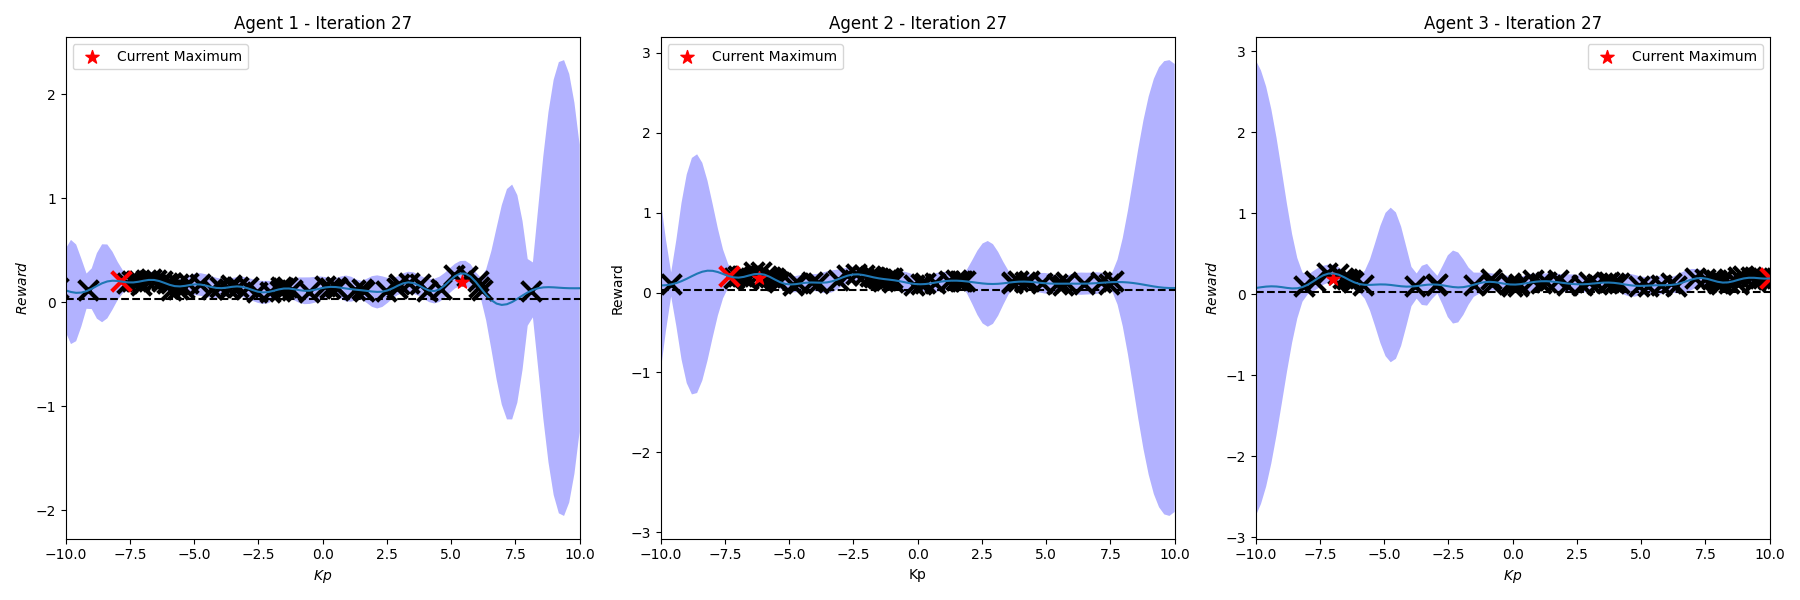 Agent 1 - Iteration 27
Current Maximum
2
1
0
−1
−2
Reward
−10.0 −7.5 −5.0 −2.5 0.0 2.5 5.0 7.5 10.0
Kp
Agent 2 - Iteration 27
Current Maximum
3
2
1
0
−1
−2
−3
Reward
−10.0 −7.5 −5.0 −2.5 0.0 2.5 5.0 7.5 10.0
Kp
Agent 3 - Iteration 27
Current Maximum
3
2
1
0
−1
−2
−3
Reward
−10.0 −7.5 −5.0 −2.5 0.0 2.5 5.0 7.5 10.0
Kp